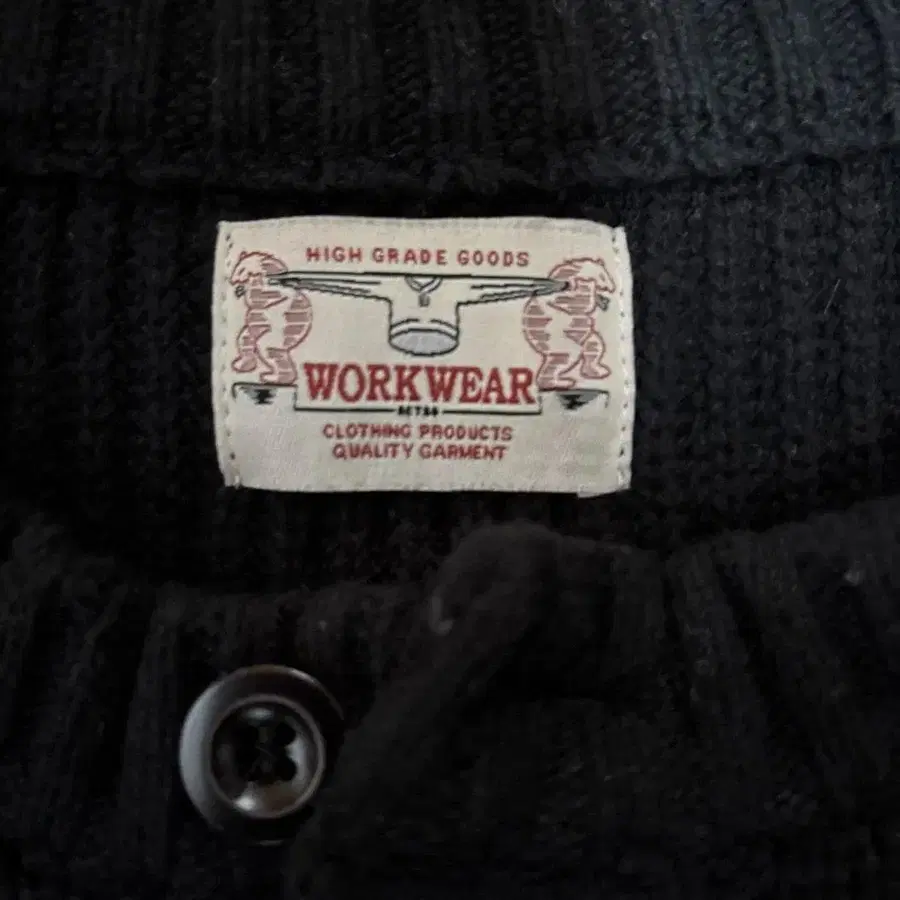 HIGH GRADE GOODS
WORKWEAR
CLOTHING PRODUCTS
QUALITY GARMENT